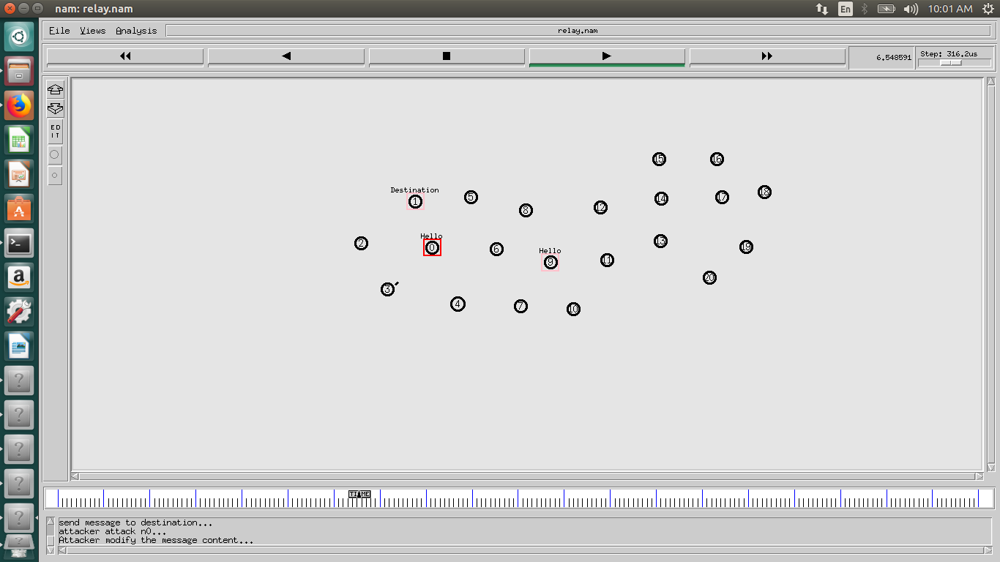 nam: relay.nam
En
10:01 AM
File Views Analysis
relay.nam
6.548591
Step: 316.2us
ED
IT
15
16
Destination
1
5
8
12
14
17
18
2
Hello
0
6
Hello
9
11
13
19
3
4
7
10
20
TIME
send message to destination...
attacker attack n0...
Attacker modify the message content...